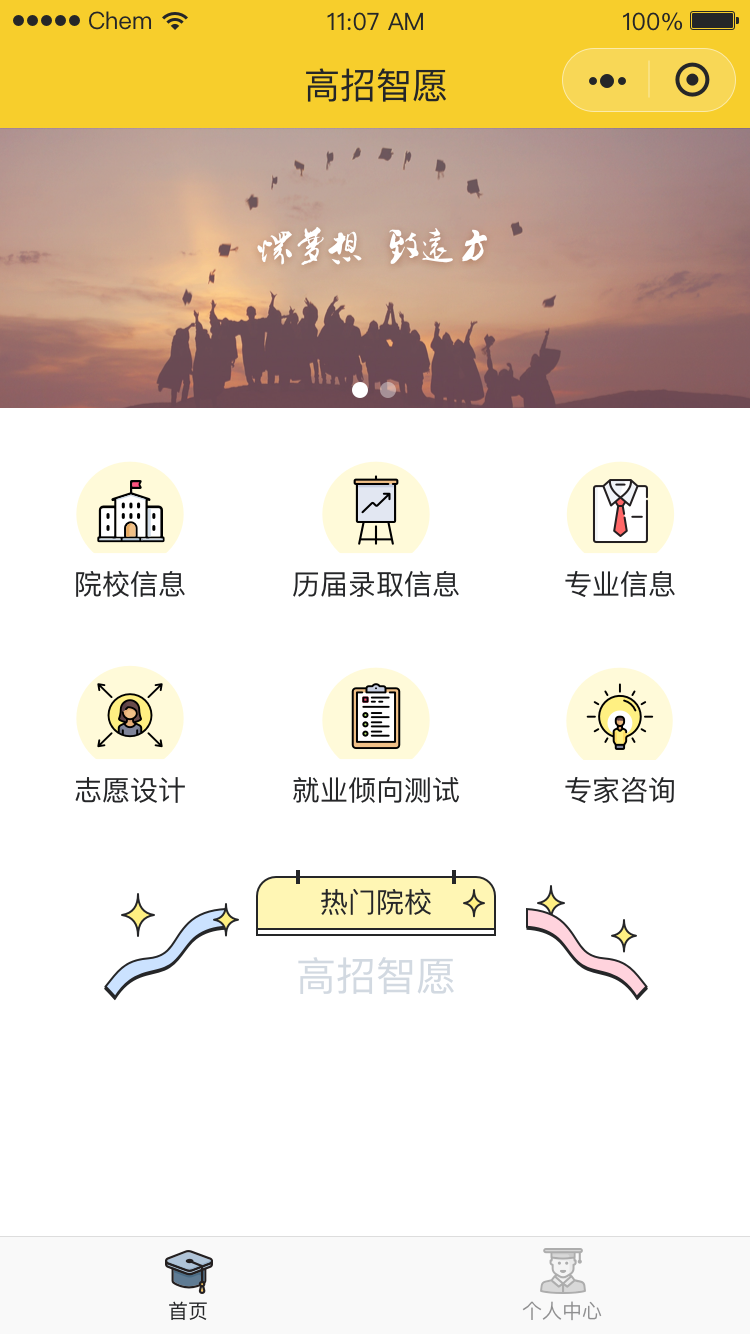 Chem 11:07 AM 100%
高招智愿
梦想 致远方
院校信息 历届录取信息 专业信息
志愿设计 就业倾向测试 专家咨询
热门院校
高招智愿
首页 个人中心